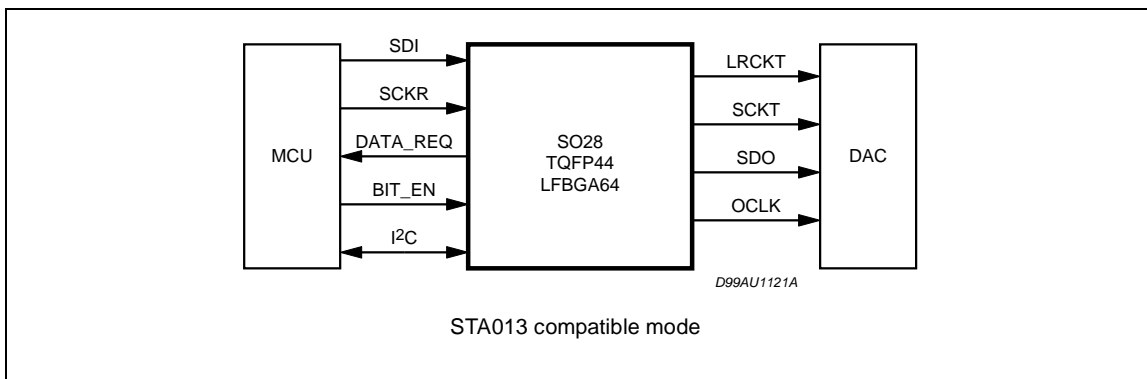 SDI
SCKR
DATA_REQ
BIT_EN
I2C
MCU
SO28
TQFP44
LFBGA64
LRCKT
SCKT
SDO
OCLK
DAC
D99AU1121A
STA013 compatible mode